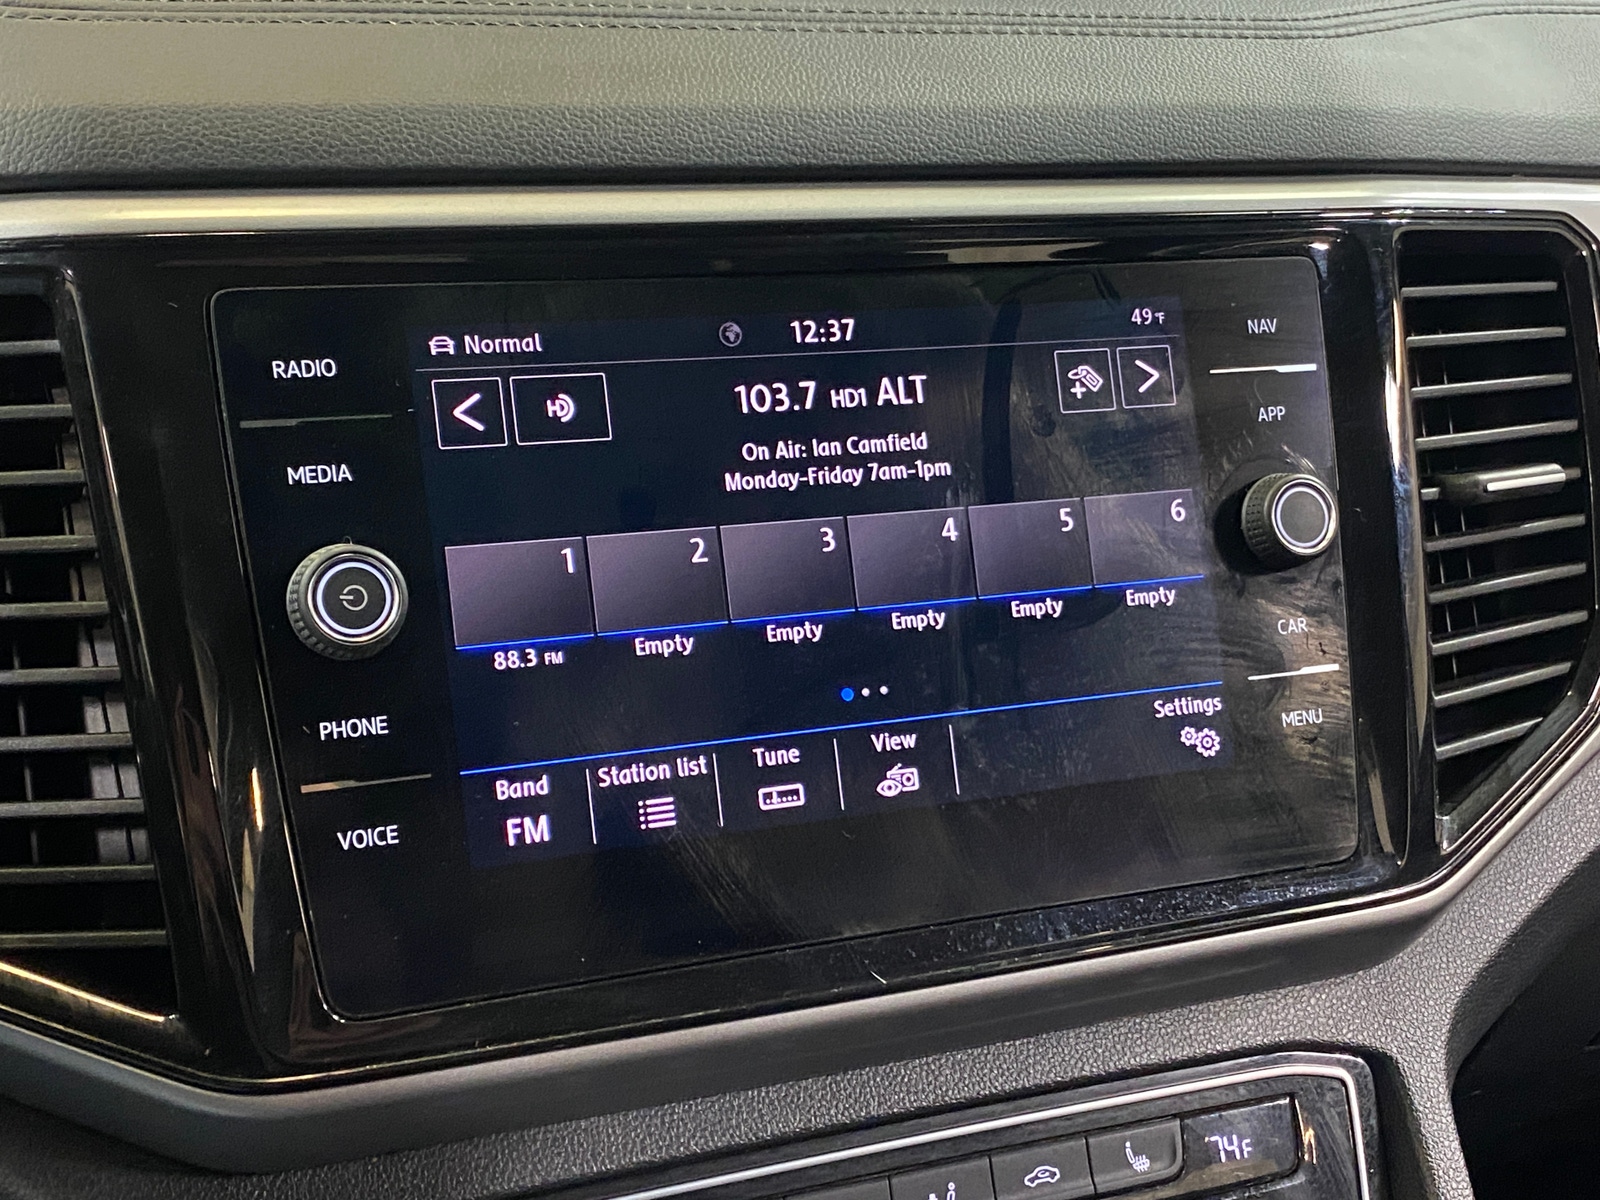 Normal
12:37
49°F
RADIO
MEDIA
PHONE
VOICE
NAV
APP
CAR
MENU
HD
103.7 HD1 ALT
On Air: Ian Camfield
Monday-Friday 7am-1pm
1
2
3
4
5
6
88.3 FM
Empty
Empty
Empty
Empty
Empty
Band
FM
Station list
Tune
View
Settings
74F